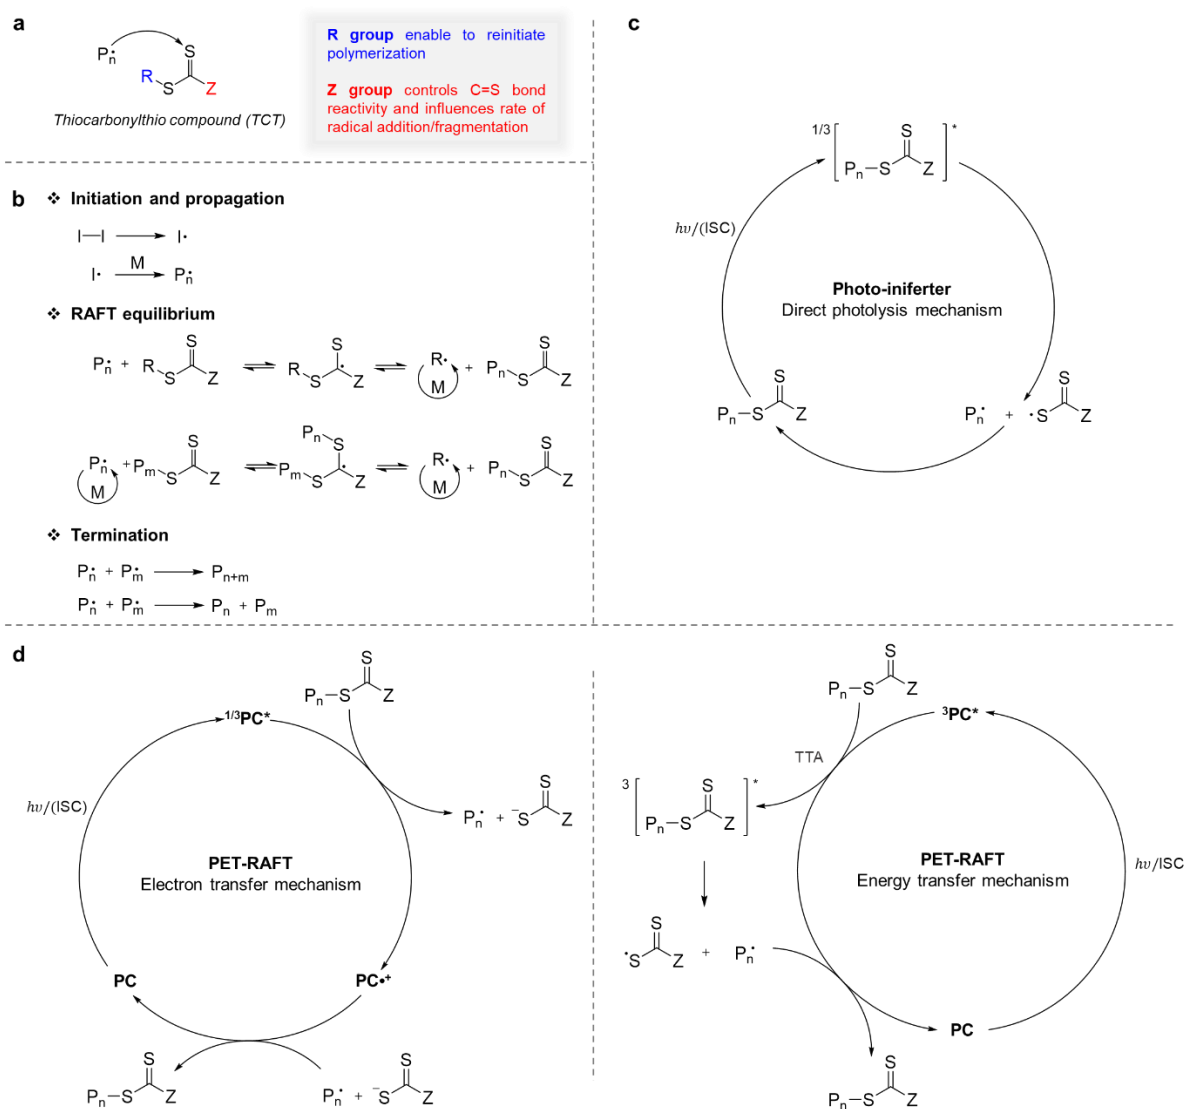 a
Pn•
S
R
S
Z
Thiocarbonylthio compound (TCT)
R group enable to reinitiate
polymerization
Z group controls C=S bond
reactivity and influences rate of
radical addition/fragmentation
b
❖ Initiation and propagation
I—I → I•
I• M → Pn•
❖ RAFT equilibrium
Pn• + R S S Z ⇌ R S S • Z ⇌ R• M + Pn S S Z
Pn• M + Pm S S Z ⇌ Pn S Pm S • Z ⇌ R• M + Pn S S Z
❖ Termination
Pn• + Pm• → Pn+m
Pn• + Pm• → Pn + Pm
c
1/3 [ Pn—S S Z ] *
hν/(ISC)
Photo-iniferter
Direct photolysis mechanism
Pn—S S Z
Pn• + •S S Z
d
Pn—S S Z
1/3PC*
hν/(ISC)
Pn• + −S S Z
PET-RAFT
Electron transfer mechanism
PC
PC•+
Pn—S S Z
Pn• + −S S Z
Pn—S S Z
3PC*
TTA
3 [ Pn—S S Z ] *
PET-RAFT
Energy transfer mechanism
hν/ISC
•S S Z + Pn•
PC
Pn—S S Z